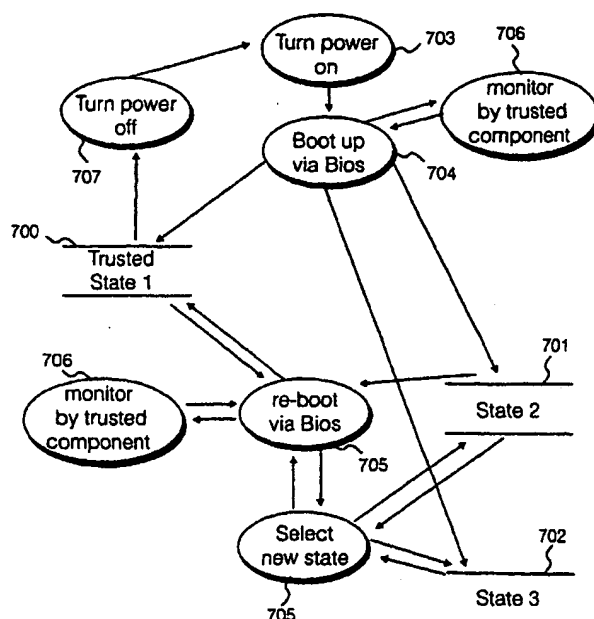 Turn power
on
703
706
monitor
by trusted
component
Turn power
off
707
Boot up
via Bios
704
700
Trusted
State 1
701
State 2
706
monitor
by trusted
component
re-boot
via Bios
705
Select
new state
705
702
State 3